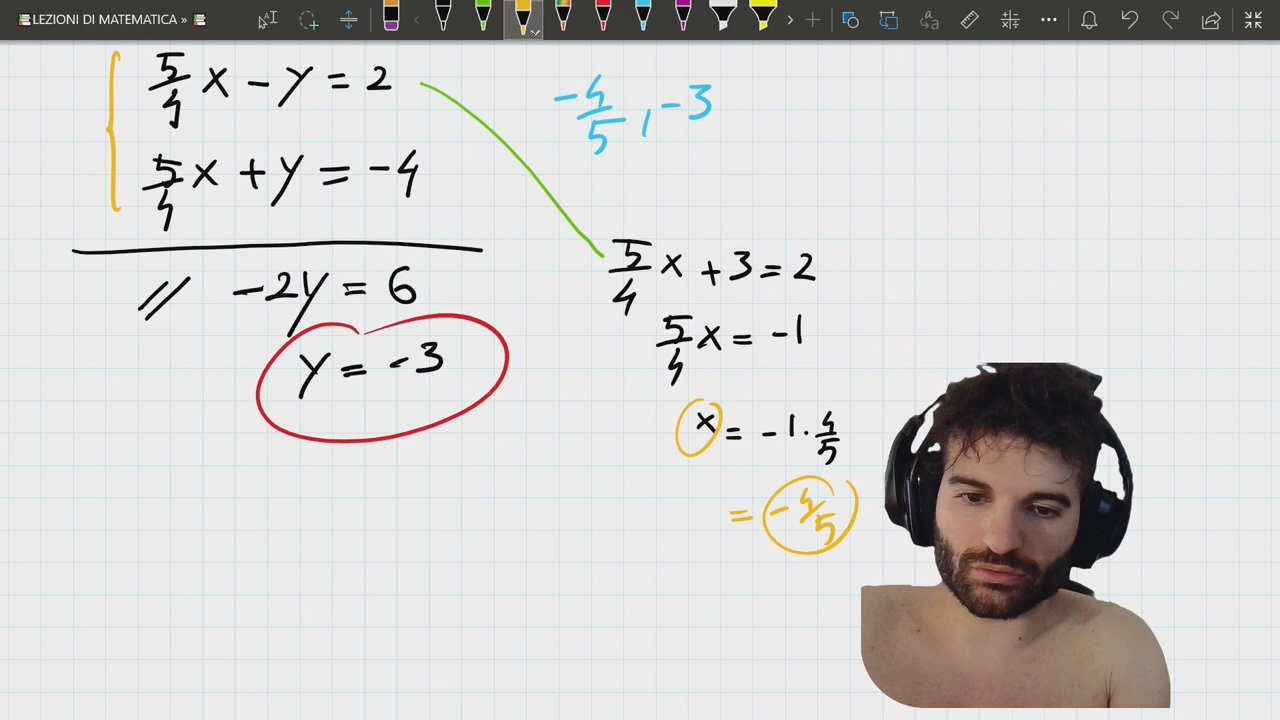 LEZIONI DI MATEMATICA »
5/4 x - y = 2
5/4 x + y = -4
// -2y = 6
y = -3
-4/5, -3
5/4 x + 3 = 2
5/4 x = -1
x = -1 · 4/5
= -4/5